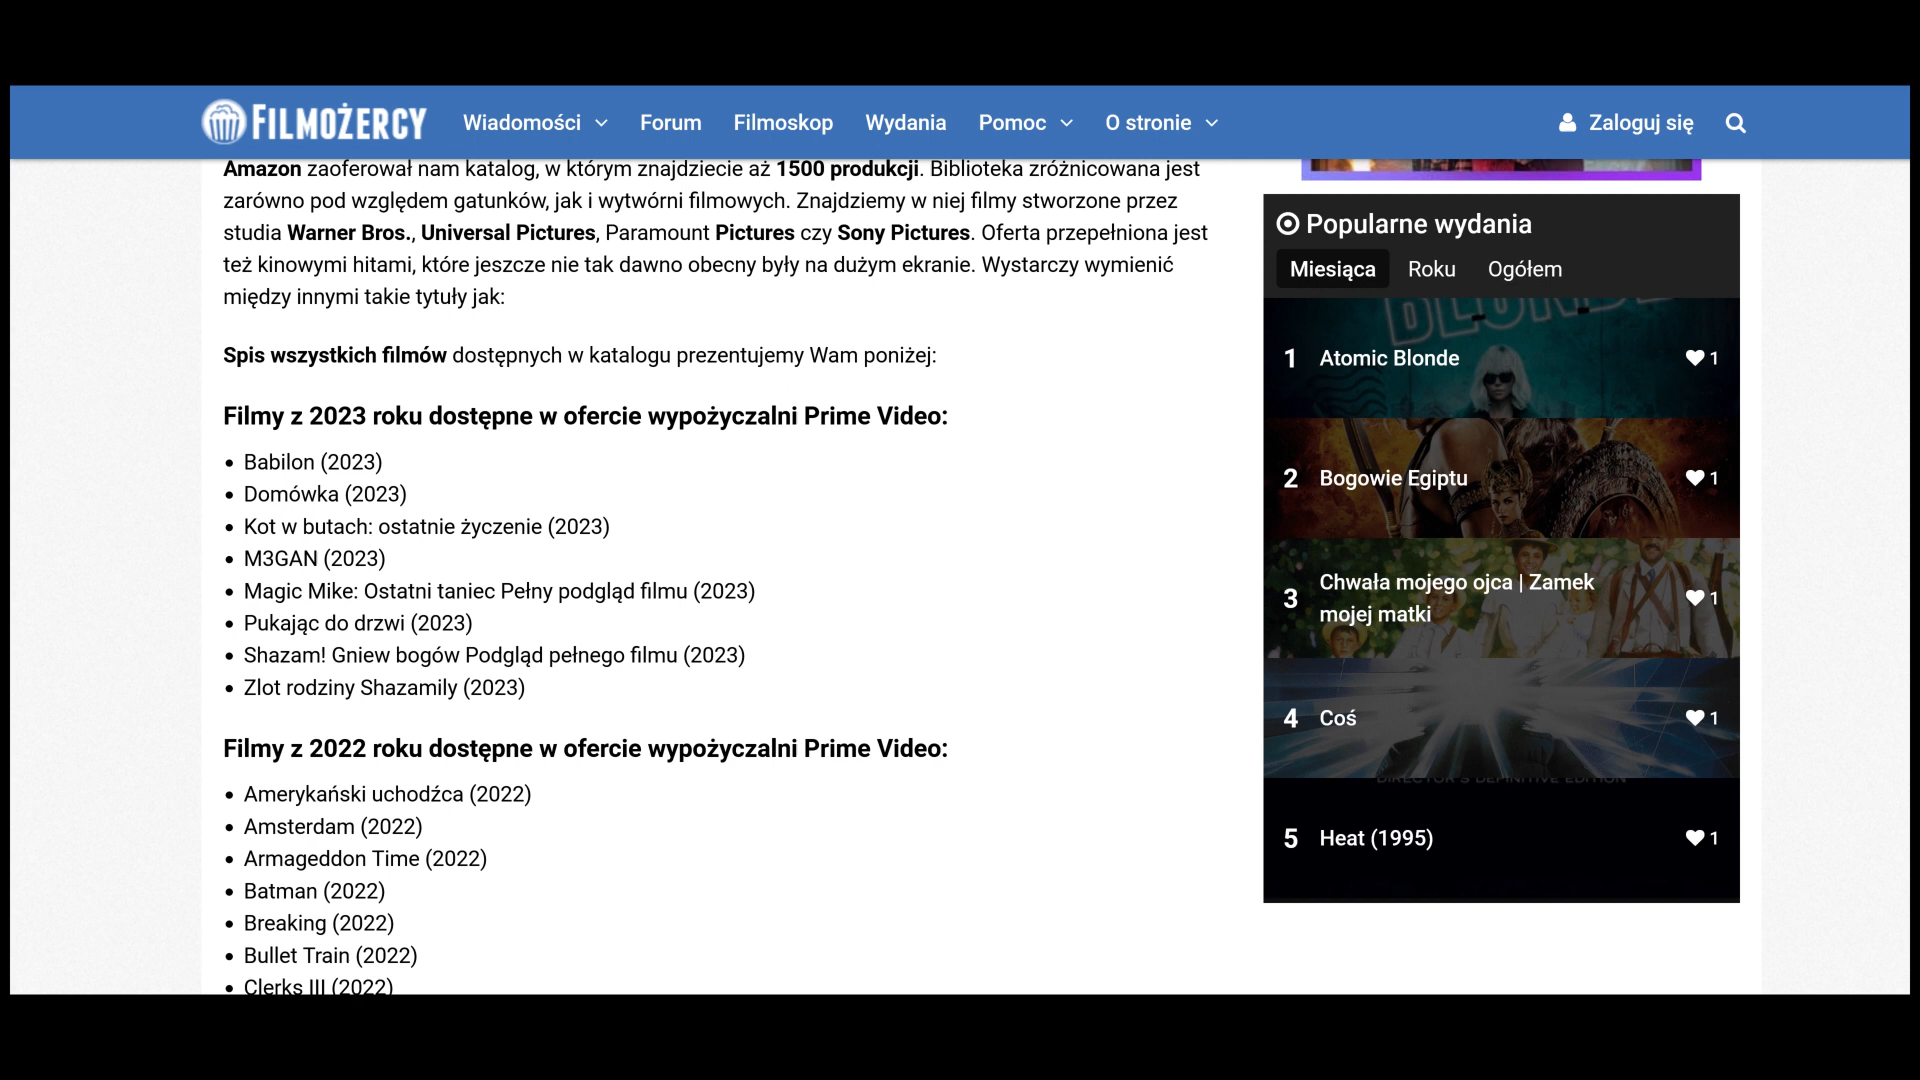 FILMOŻERCY
Wiadomości
Forum
Filmoskop
Wydania
Pomoc
O stronie
Zaloguj się
Amazon zaoferował nam katalog, w którym znajdziecie aż 1500 produkcji. Biblioteka zróżnicowana jest
zarówno pod względem gatunków, jak i wytwórni filmowych. Znajdziemy w niej filmy stworzone przez
studia Warner Bros., Universal Pictures, Paramount Pictures czy Sony Pictures. Oferta przepełniona jest
też kinowymi hitami, które jeszcze nie tak dawno obecny były na dużym ekranie. Wystarczy wymienić
między innymi takie tytuły jak:
Spis wszystkich filmów dostępnych w katalogu prezentujemy Wam poniżej:
Filmy z 2023 roku dostępne w ofercie wypożyczalni Prime Video:
• Babilon (2023)
• Domówka (2023)
• Kot w butach: ostatnie życzenie (2023)
• M3GAN (2023)
• Magic Mike: Ostatni taniec Pełny podgląd filmu (2023)
• Pukając do drzwi (2023)
• Shazam! Gniew bogów Podgląd pełnego filmu (2023)
• Zlot rodziny Shazamily (2023)
Filmy z 2022 roku dostępne w ofercie wypożyczalni Prime Video:
• Amerykański uchodźca (2022)
• Amsterdam (2022)
• Armageddon Time (2022)
• Batman (2022)
• Breaking (2022)
• Bullet Train (2022)
• Clerks III (2022)
Popularne wydania
Miesiąca Roku Ogółem
BLONDE
1 Atomic Blonde 1
2 Bogowie Egiptu 1
3 Chwała mojego ojca | Zamek
mojej matki 1
4 Coś 1
DIRECTOR'S DEFINITIVE EDITION
5 Heat (1995) 1